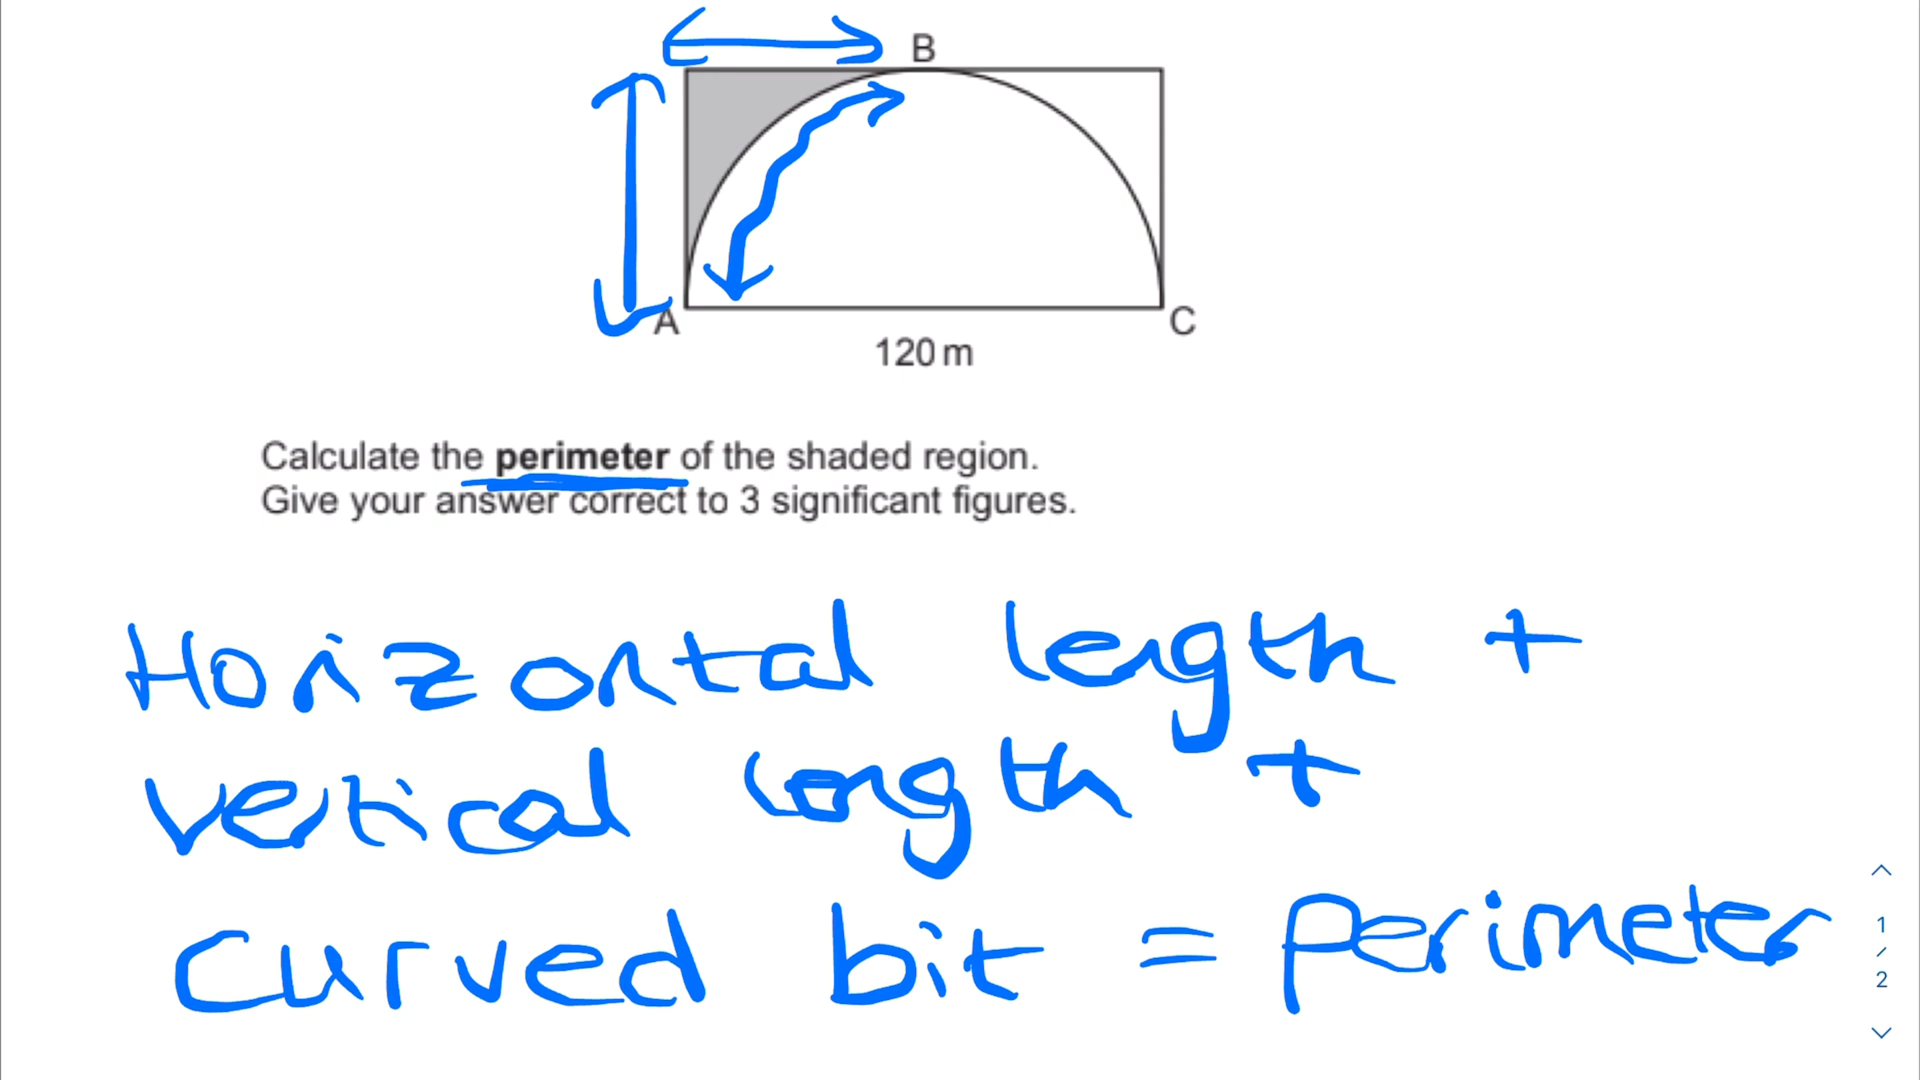 B
A
C
120 m
Calculate the perimeter of the shaded region.
Give your answer correct to 3 significant figures.
Horizontal length +
vertical length +
curved bit = perimeter
1
/
2